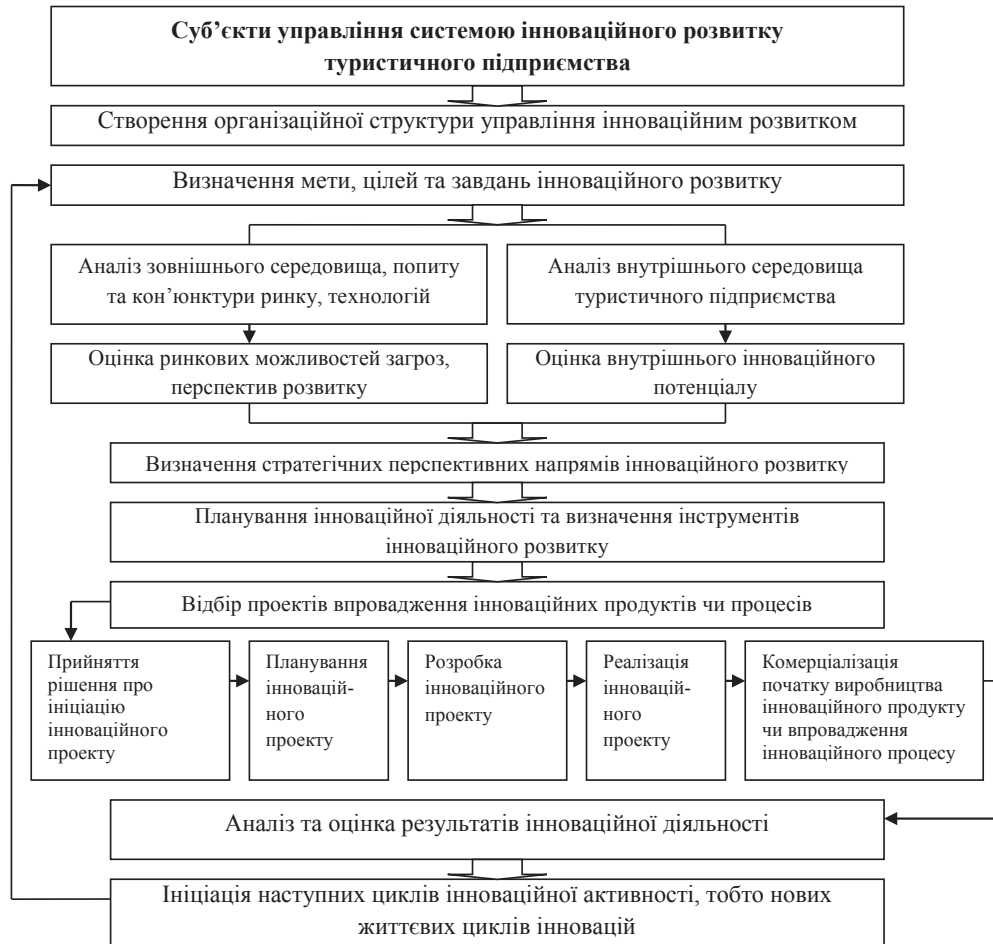 Суб’єкти управління системою інноваційного розвитку
туристичного підприємства
Створення організаційної структури управління інноваційним розвитком
Визначення мети, цілей та завдань інноваційного розвитку
Аналіз зовнішнього середовища, попиту
та кон’юнктури ринку, технологій
Аналіз внутрішнього середовища
туристичного підприємства
Оцінка ринкових можливостей загроз,
перспектив розвитку
Оцінка внутрішнього інноваційного
потенціалу
Визначення стратегічних перспективних напрямів інноваційного розвитку
Планування інноваційної діяльності та визначення інструментів
інноваційного розвитку
Відбір проектів впровадження інноваційних продуктів чи процесів
Прийняття
рішення про
ініціацію
інноваційного
проекту
Планування
інновацій-
ного
проекту
Розробка
інноваційного
проекту
Реалізація
інновацій-
ного
проекту
Комерціалізація
початку виробництва
інноваційного продукту
чи впровадження
інноваційного процесу
Аналіз та оцінка результатів інноваційної діяльності
Ініціація наступних циклів інноваційної активності, тобто нових
життєвих циклів інновацій